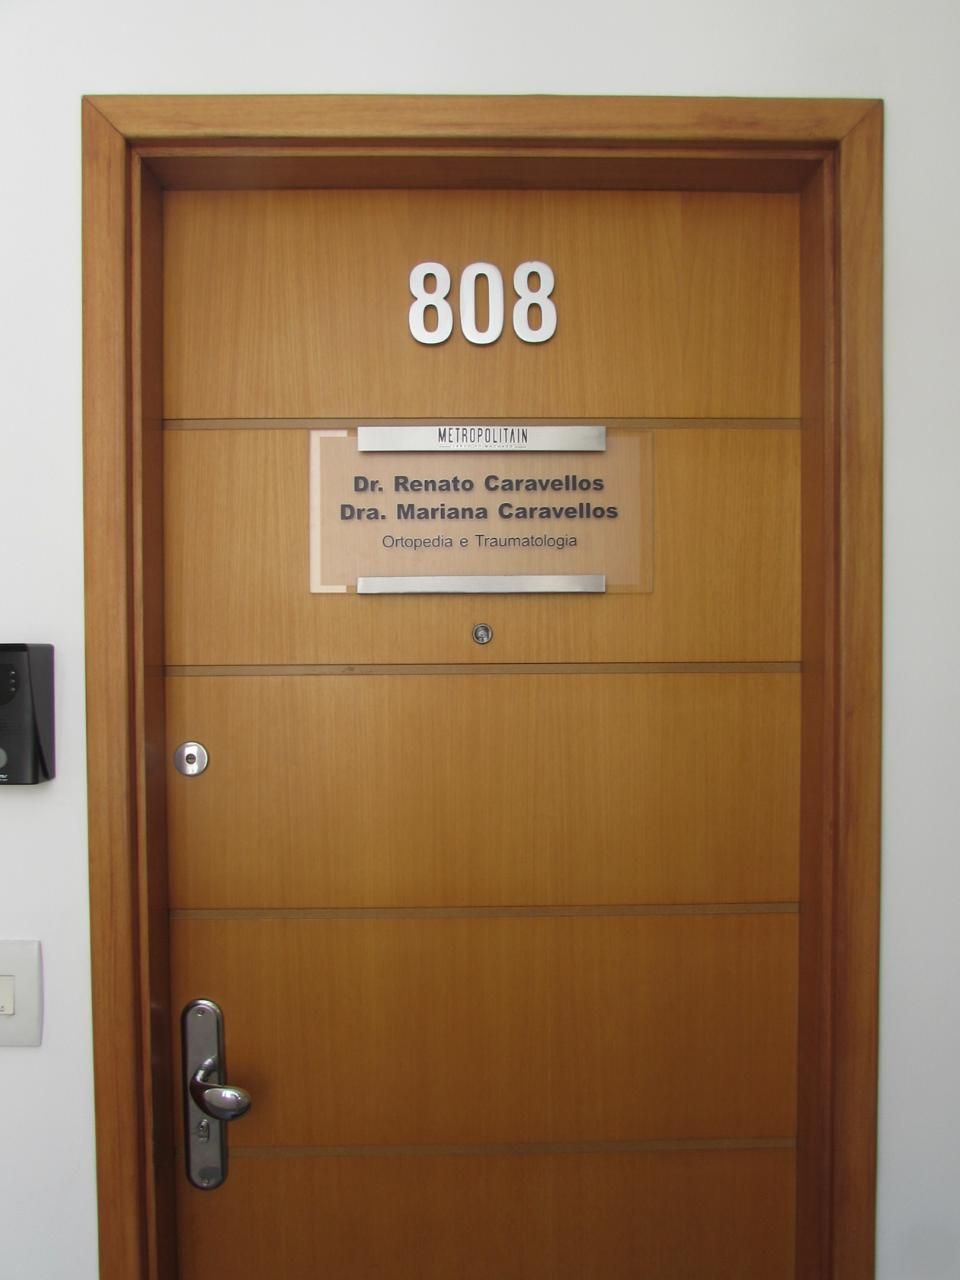 808
METROPOLITAIN
Dr. Renato Caravellos
Dra. Mariana Caravellos
Ortopedia e Traumatologia